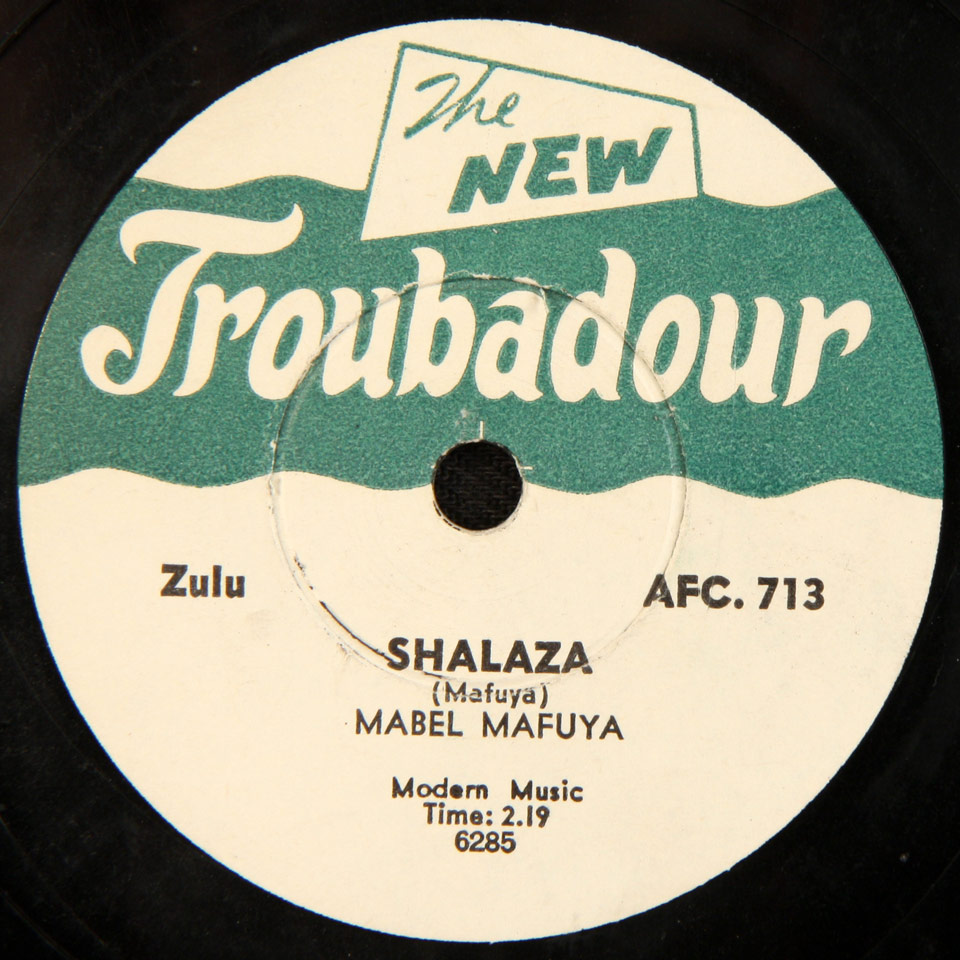 The
NEW
Troubadour
Zulu
AFC. 713
SHALAZA
(Mafuya)
MABEL MAFUYA
Modern Music
Time: 2.19
6285